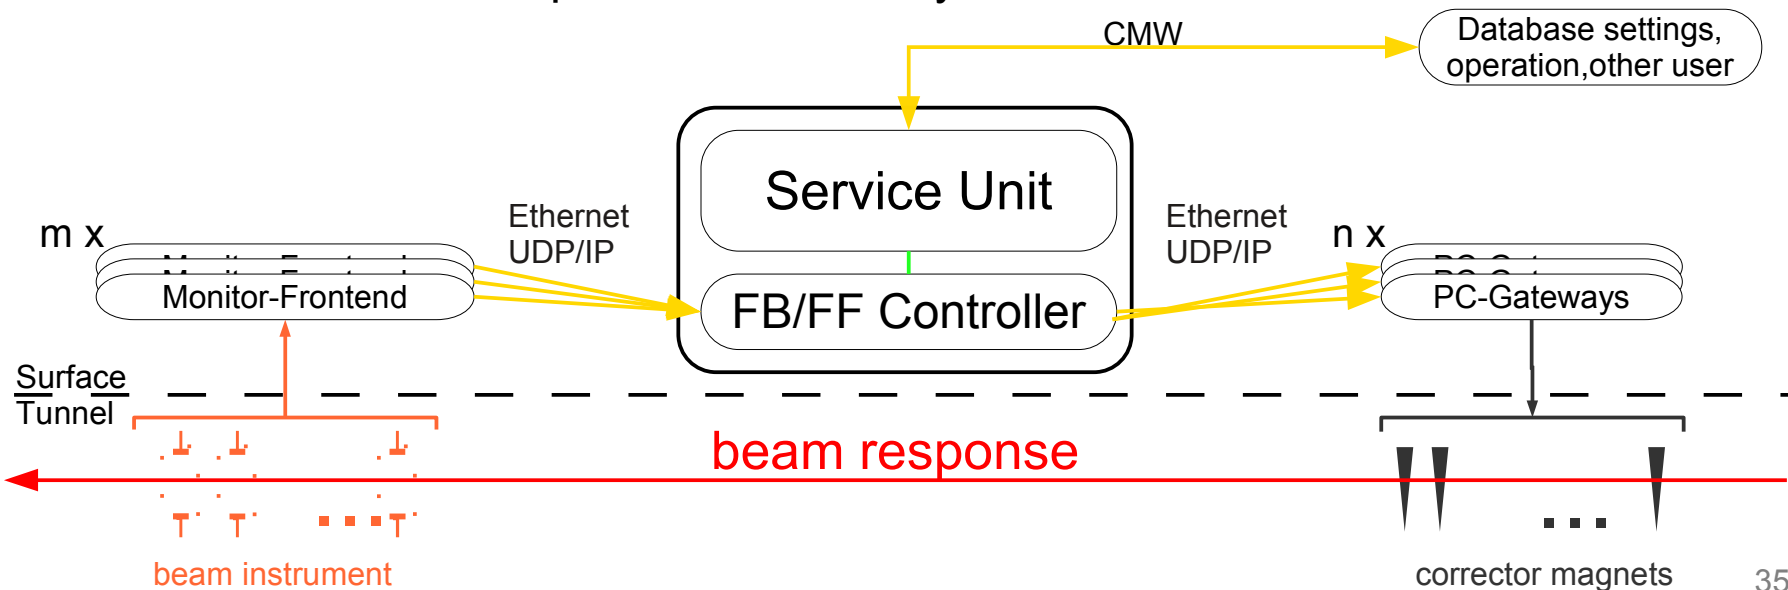 CMW
Database settings,
operation,other user
Service Unit
Ethernet
UDP/IP
Ethernet
UDP/IP
m x
n x
Monitor-Frontend
FB/FF Controller
PC-Gateways
Surface
Tunnel
beam response
beam instrument
corrector magnets
35